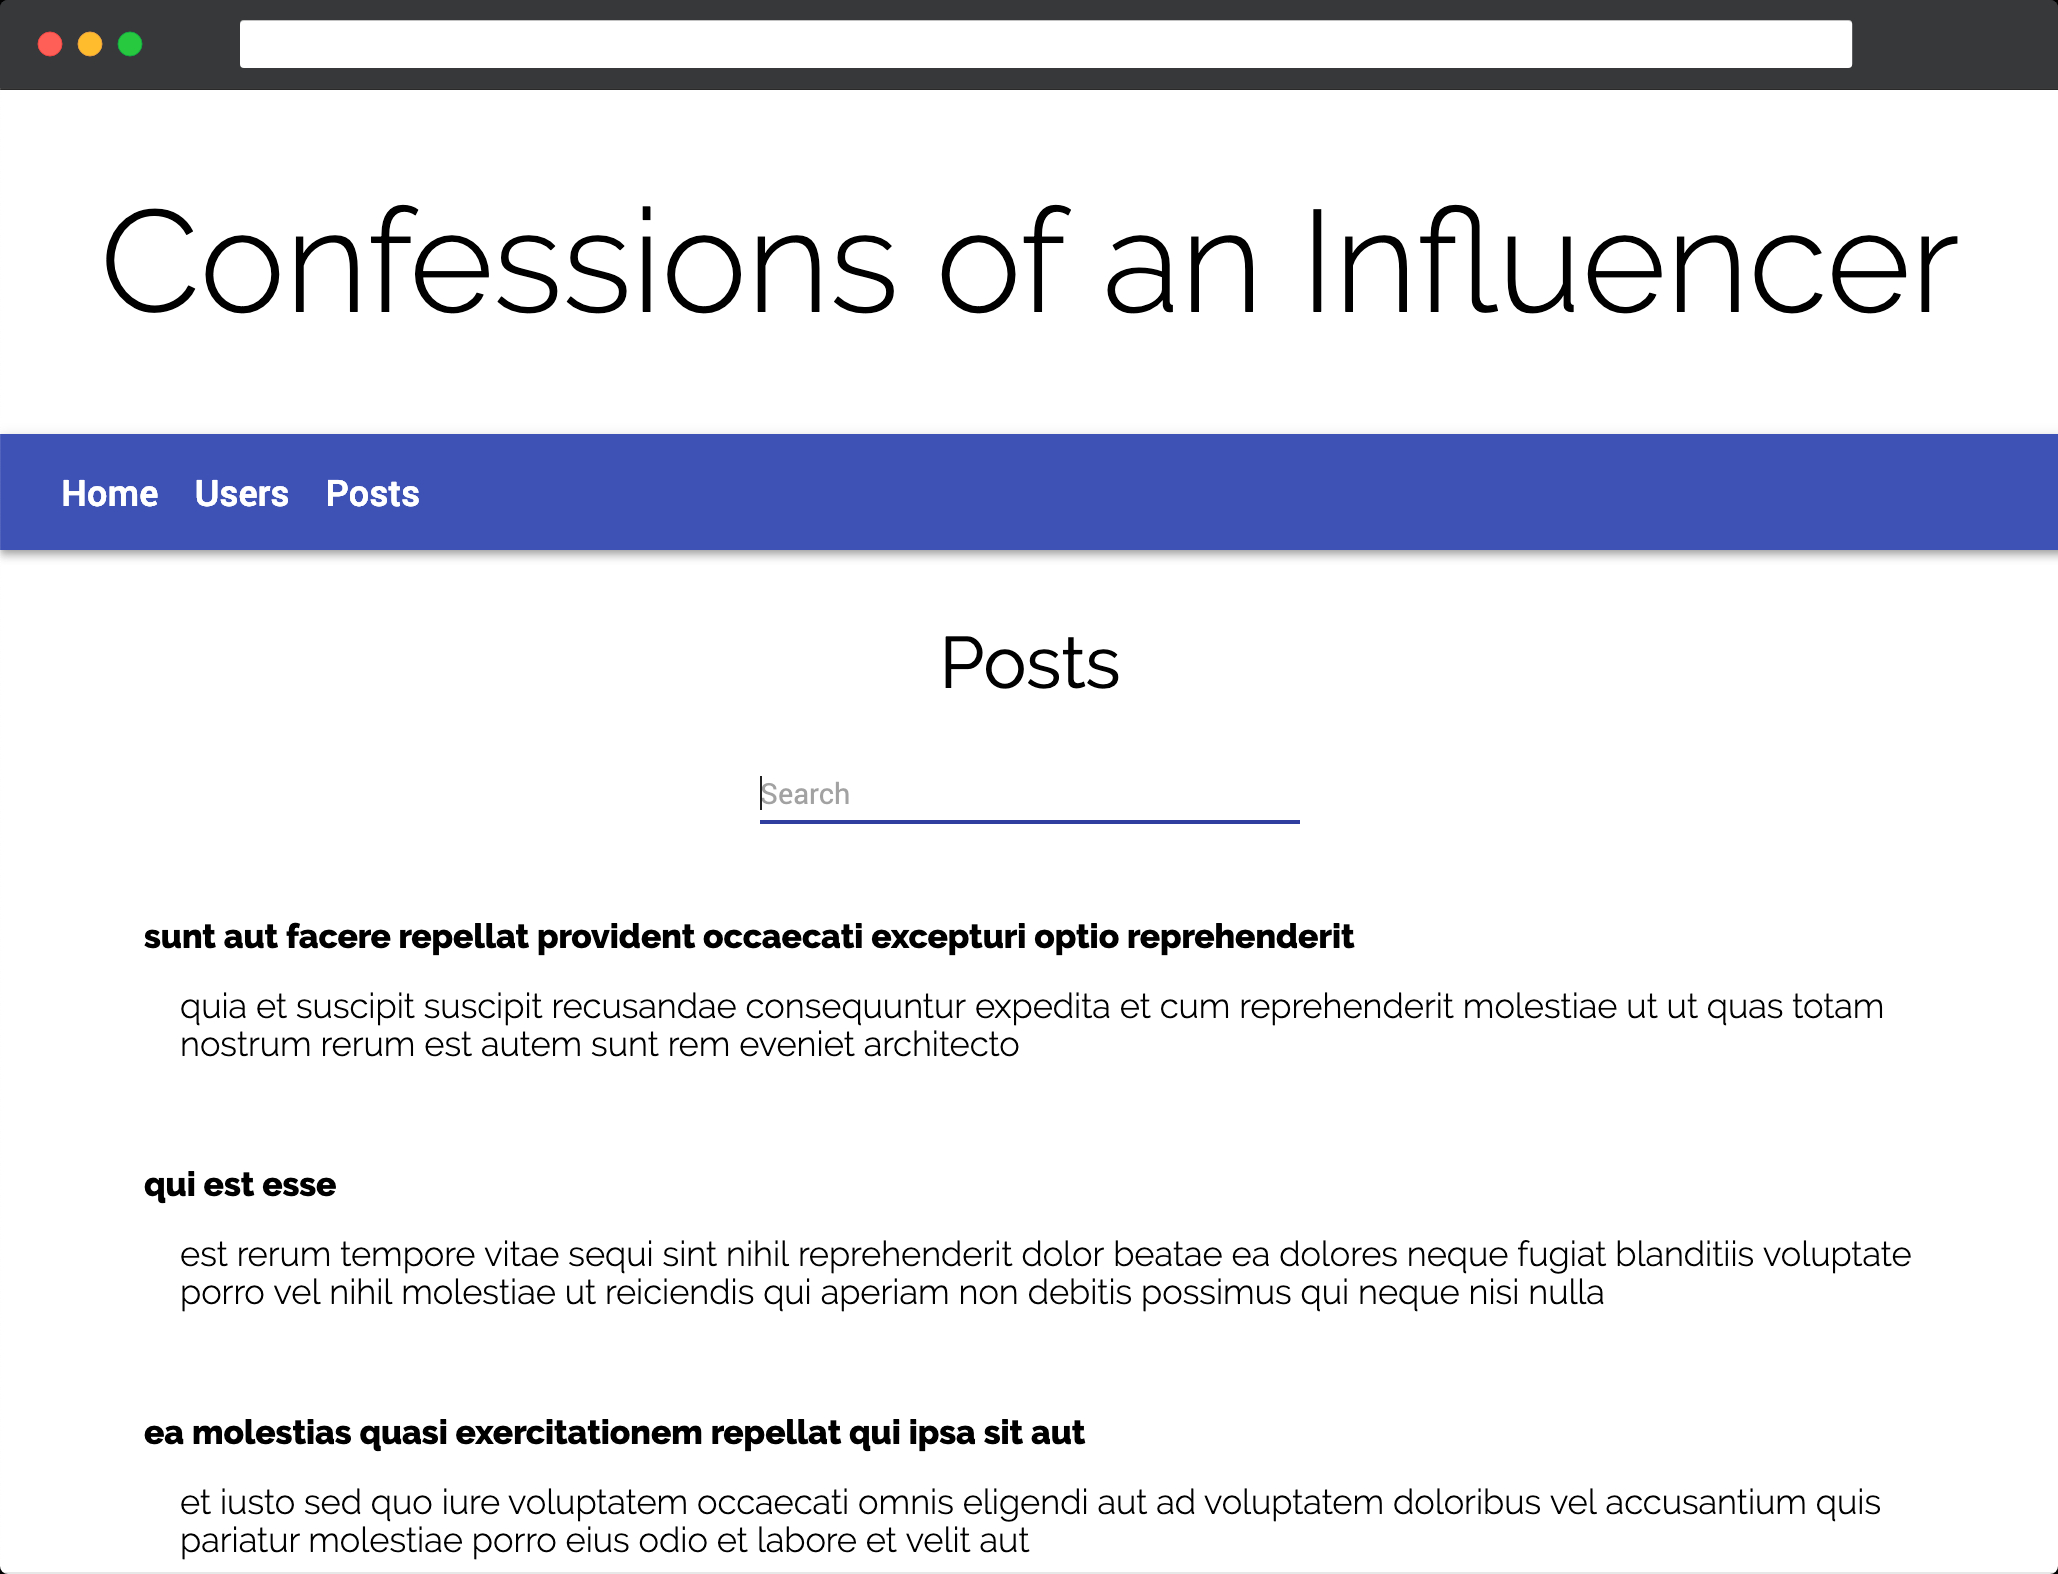 Confessions of an Influencer
Home Users Posts
Posts
Search
sunt aut facere repellat provident occaecati excepturi optio reprehenderit
quia et suscipit suscipit recusandae consequuntur expedita et cum reprehenderit molestiae ut ut quas totam
nostrum rerum est autem sunt rem eveniet architecto
qui est esse
est rerum tempore vitae sequi sint nihil reprehenderit dolor beatae ea dolores neque fugiat blanditiis voluptate
porro vel nihil molestiae ut reiciendis qui aperiam non debitis possimus qui neque nisi nulla
ea molestias quasi exercitationem repellat qui ipsa sit aut
et iusto sed quo iure voluptatem occaecati omnis eligendi aut ad voluptatem doloribus vel accusantium quis
pariatur molestiae porro eius odio et labore et velit aut